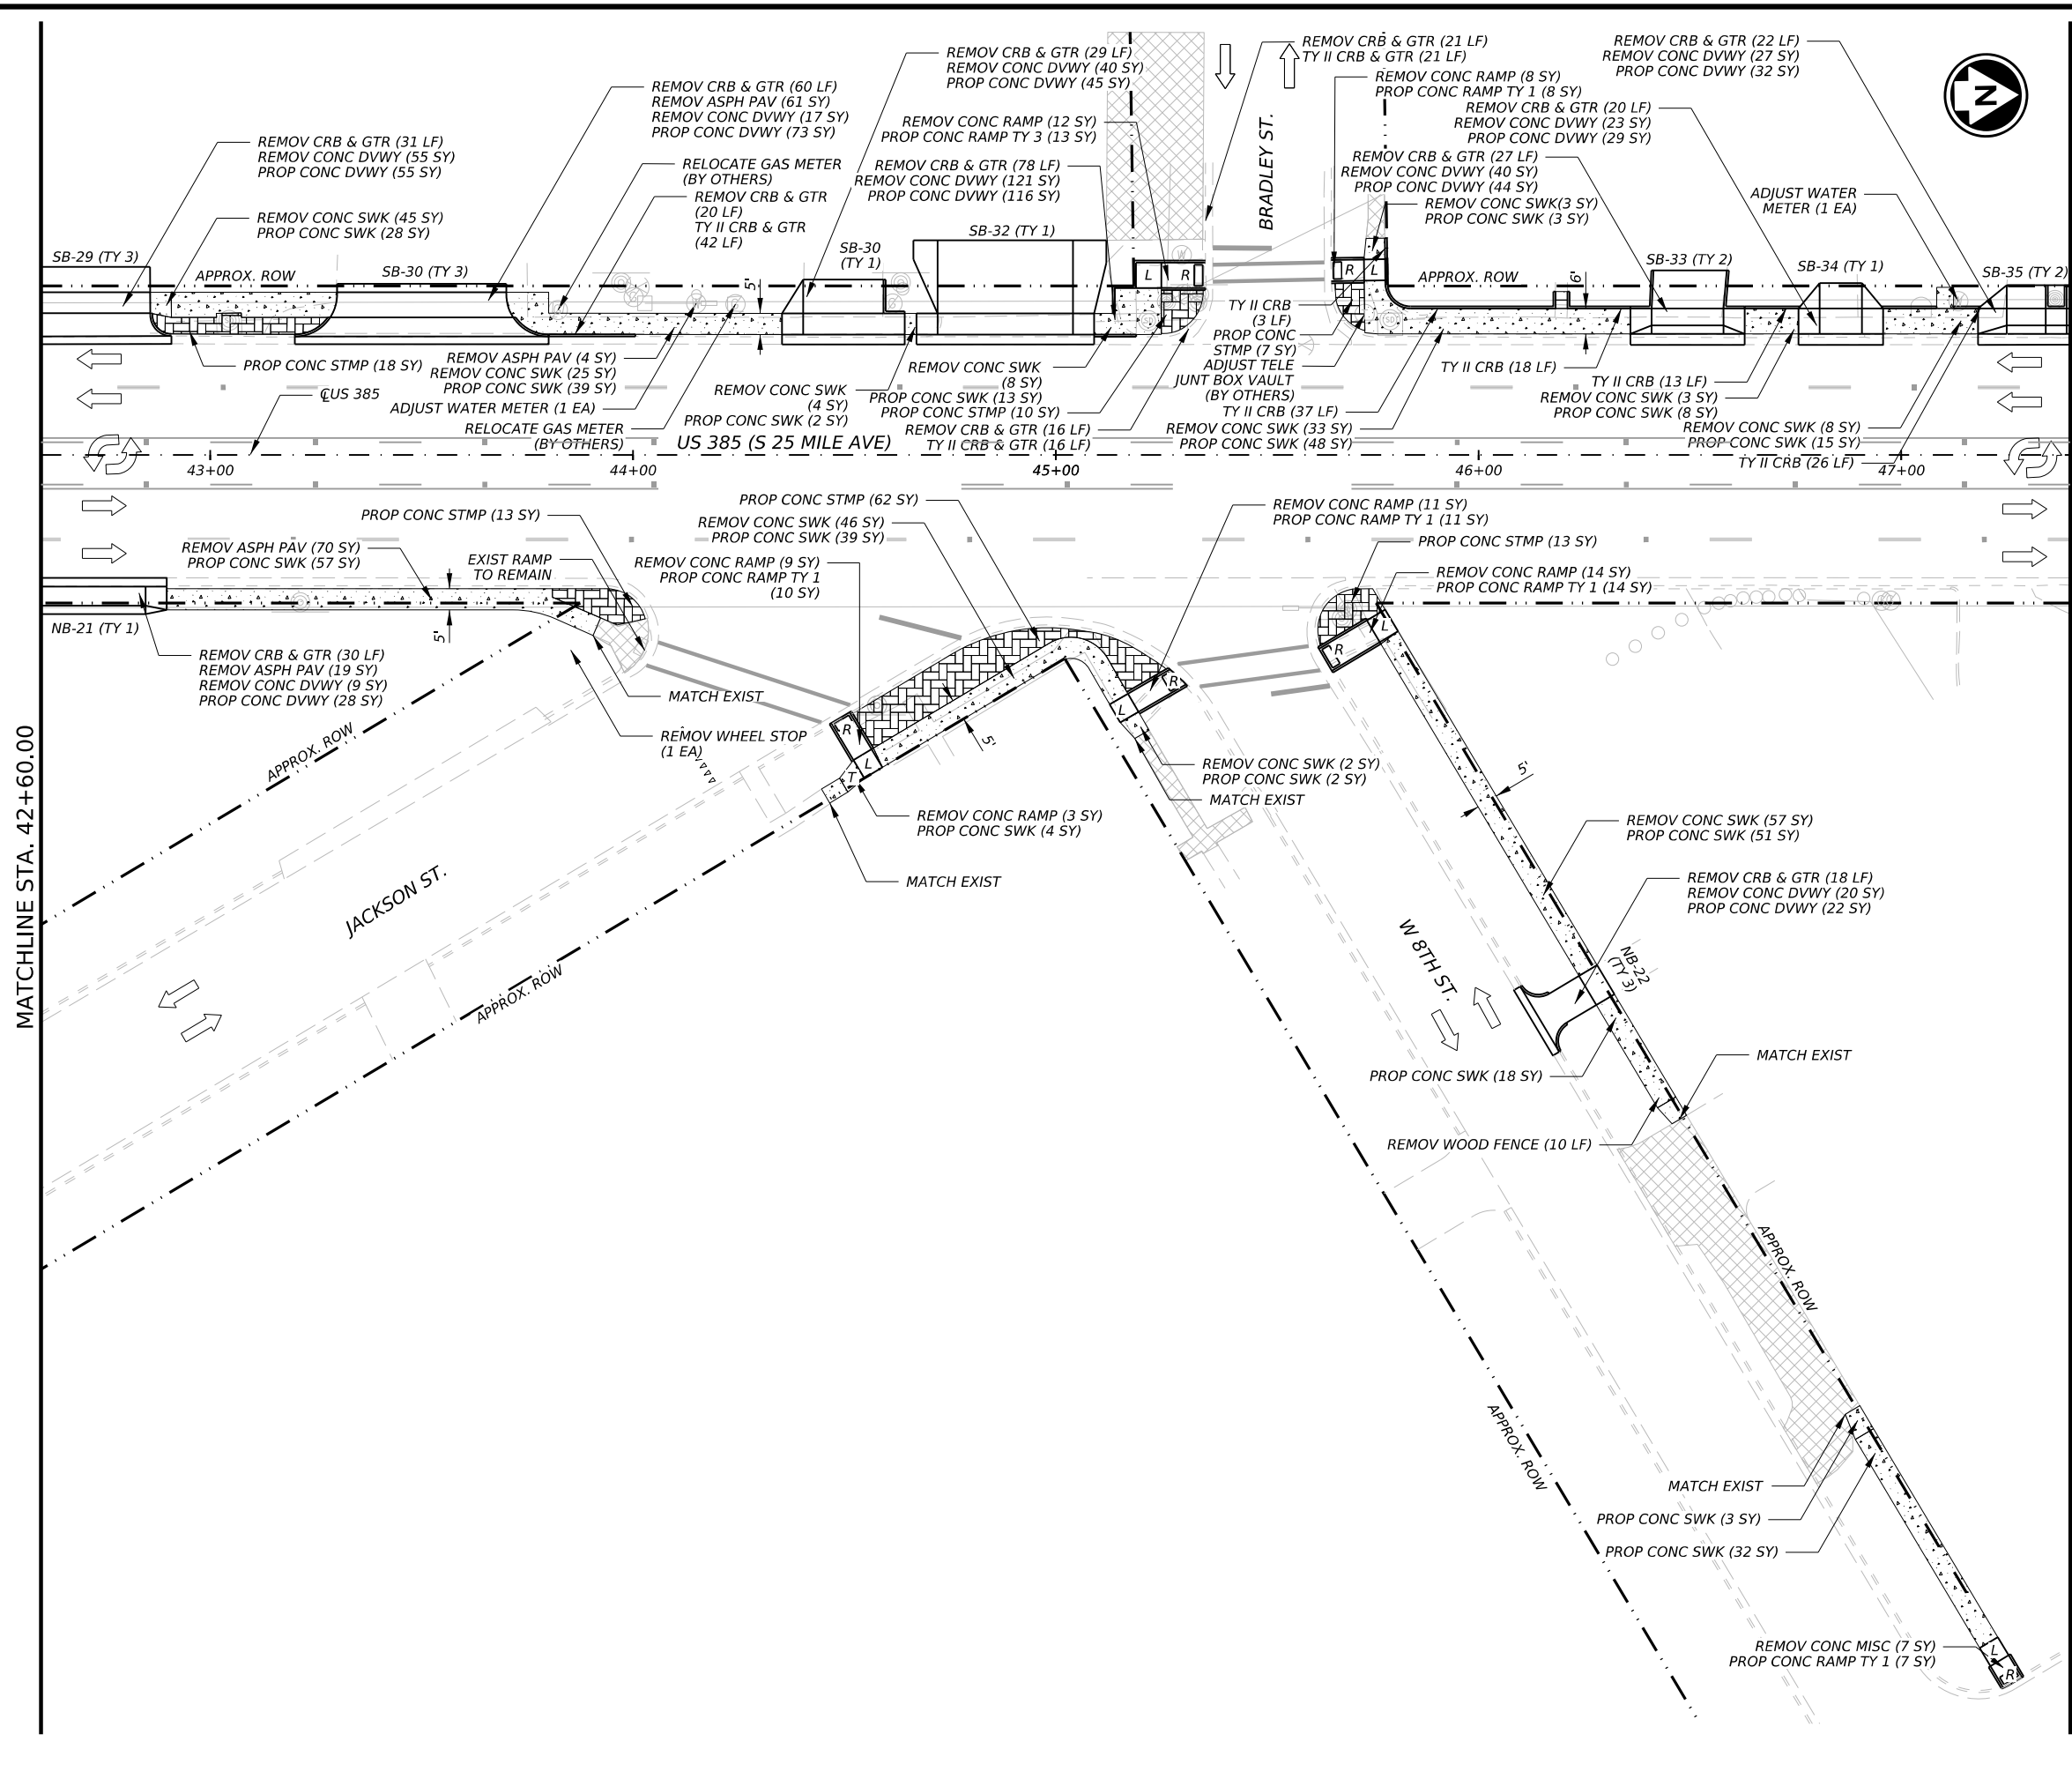 REMOV CRB & GTR (31 LF)
REMOV CONC DVWY (55 SY)
PROP CONC DVWY (55 SY)
REMOV CONC SWK (45 SY)
PROP CONC SWK (28 SY)
REMOV CRB & GTR (60 LF)
REMOV ASPH PAV (61 SY)
REMOV CONC DVWY (17 SY)
PROP CONC DVWY (73 SY)
RELOCATE GAS METER
(BY OTHERS)
REMOV CRB & GTR
(20 LF)
TY II CRB & GTR
(42 LF)
REMOV CRB & GTR (29 LF)
REMOV CONC DVWY (40 SY)
PROP CONC DVWY (45 SY)
REMOV CONC RAMP (12 SY)
PROP CONC RAMP TY 3 (13 SY)
REMOV CRB & GTR (78 LF)
REMOV CONC DVWY (121 SY)
PROP CONC DVWY (116 SY)
REMOV CRB & GTR (21 LF)
TY II CRB & GTR (21 LF)
REMOV CONC RAMP (8 SY)
PROP CONC RAMP TY 1 (8 SY)
REMOV CRB & GTR (22 LF)
REMOV CONC DVWY (27 SY)
PROP CONC DVWY (32 SY)
REMOV CRB & GTR (20 LF)
REMOV CONC DVWY (23 SY)
PROP CONC DVWY (29 SY)
REMOV CRB & GTR (27 LF)
REMOV CONC DVWY (40 SY)
PROP CONC DVWY (44 SY)
REMOV CONC SWK(3 SY)
PROP CONC SWK (3 SY)
ADJUST WATER
METER (1 EA)
N
BRADLEY ST.
SB-29 (TY 3)
APPROX. ROW
SB-30 (TY 3)
5'
SB-30
(TY 1)
SB-32 (TY 1)
L
R
W
R
L
APPROX. ROW
6'
SB-33 (TY 2)
SB-34 (TY 1)
SB-35 (TY 2)
PROP CONC STMP (18 SY)
REMOV ASPH PAV (4 SY)
REMOV CONC SWK (25 SY)
PROP CONC SWK (39 SY)
ADJUST WATER METER (1 EA)
RELOCATE GAS METER
(BY OTHERS)
REMOV CONC SWK
(4 SY)
PROP CONC SWK (2 SY)
REMOV CONC SWK
(8 SY)
PROP CONC SWK (13 SY)
PROP CONC STMP (10 SY)
REMOV CRB & GTR (16 LF)
TY II CRB & GTR (16 LF)
TY II CRB
(3 LF)
PROP CONC
STMP (7 SY)
ADJUST TELE
JUNT BOX VAULT
(BY OTHERS)
TY II CRB (37 LF)
REMOV CONC SWK (33 SY)
PROP CONC SWK (48 SY)
TY II CRB (18 LF)
TY II CRB (13 LF)
REMOV CONC SWK (3 SY)
PROP CONC SWK (8 SY)
REMOV CONC SWK (8 SY)
PROP CONC SWK (15 SY)
TY II CRB (26 LF)
℄US 385
US 385 (S 25 MILE AVE)
43+00
44+00
45+00
46+00
47+00
PROP CONC STMP (13 SY)
REMOV ASPH PAV (70 SY)
PROP CONC SWK (57 SY)
EXIST RAMP
TO REMAIN
PROP CONC STMP (62 SY)
REMOV CONC SWK (46 SY)
PROP CONC SWK (39 SY)
REMOV CONC RAMP (9 SY)
PROP CONC RAMP TY 1
(10 SY)
REMOV CONC RAMP (11 SY)
PROP CONC RAMP TY 1 (11 SY)
PROP CONC STMP (13 SY)
REMOV CONC RAMP (14 SY)
PROP CONC RAMP TY 1 (14 SY)
NB-21 (TY 1)
5'
REMOV CRB & GTR (30 LF)
REMOV ASPH PAV (19 SY)
REMOV CONC DVWY (9 SY)
PROP CONC DVWY (28 SY)
MATCH EXIST
REMOV WHEEL STOP
(1 EA)
R
L
T
5'
R
L
L
R
5'
REMOV CONC SWK (2 SY)
PROP CONC SWK (2 SY)
MATCH EXIST
REMOV CONC RAMP (3 SY)
PROP CONC SWK (4 SY)
MATCH EXIST
REMOV CONC SWK (57 SY)
PROP CONC SWK (51 SY)
REMOV CRB & GTR (18 LF)
REMOV CONC DVWY (20 SY)
PROP CONC DVWY (22 SY)
MATCHLINE STA. 42+60.00
APPROX. ROW
JACKSON ST.
APPROX. ROW
W 8TH ST.
NB-22
(TY 3)
PROP CONC SWK (18 SY)
MATCH EXIST
REMOV WOOD FENCE (10 LF)
APPROX. ROW
APPROX. ROW
MATCH EXIST
PROP CONC SWK (3 SY)
PROP CONC SWK (32 SY)
REMOV CONC MISC (7 SY)
PROP CONC RAMP TY 1 (7 SY)
L
R